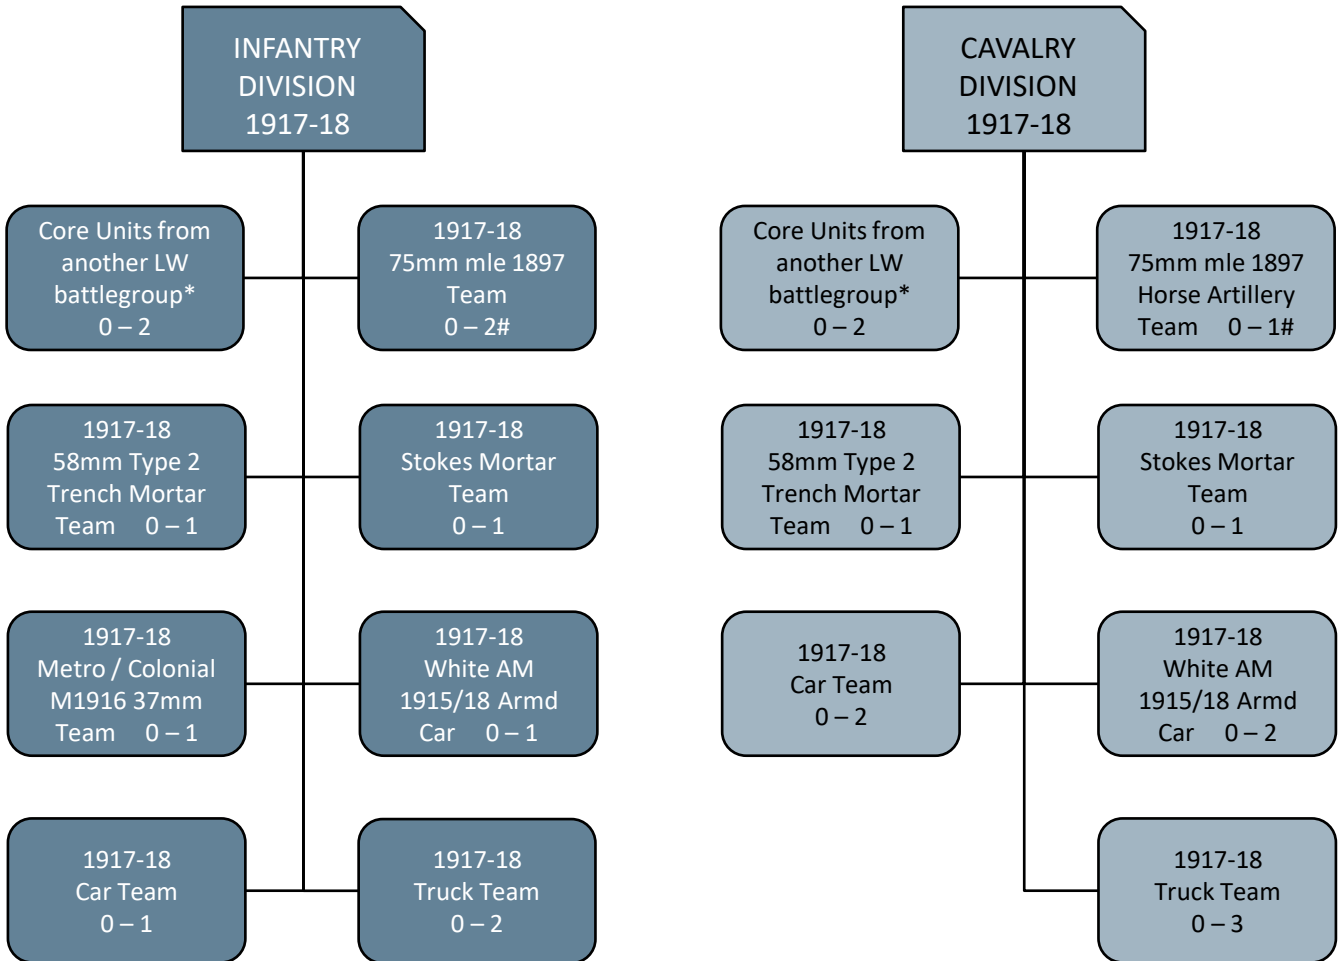 INFANTRY
DIVISION
1917-18
Core Units from
another LW
battlegroup*
0 – 2
1917-18
75mm mle 1897
Team
0 – 2#
1917-18
58mm Type 2
Trench Mortar
Team 0 – 1
1917-18
Stokes Mortar
Team
0 – 1
1917-18
Metro / Colonial
M1916 37mm
Team 0 – 1
1917-18
White AM
1915/18 Armd
Car 0 – 1
1917-18
Car Team
0 – 1
1917-18
Truck Team
0 – 2
CAVALRY
DIVISION
1917-18
Core Units from
another LW
battlegroup*
0 – 2
1917-18
75mm mle 1897
Horse Artillery
Team 0 – 1#
1917-18
58mm Type 2
Trench Mortar
Team 0 – 1
1917-18
Stokes Mortar
Team
0 – 1
1917-18
Car Team
0 – 2
1917-18
White AM
1915/18 Armd
Car 0 – 2
1917-18
Truck Team
0 – 3